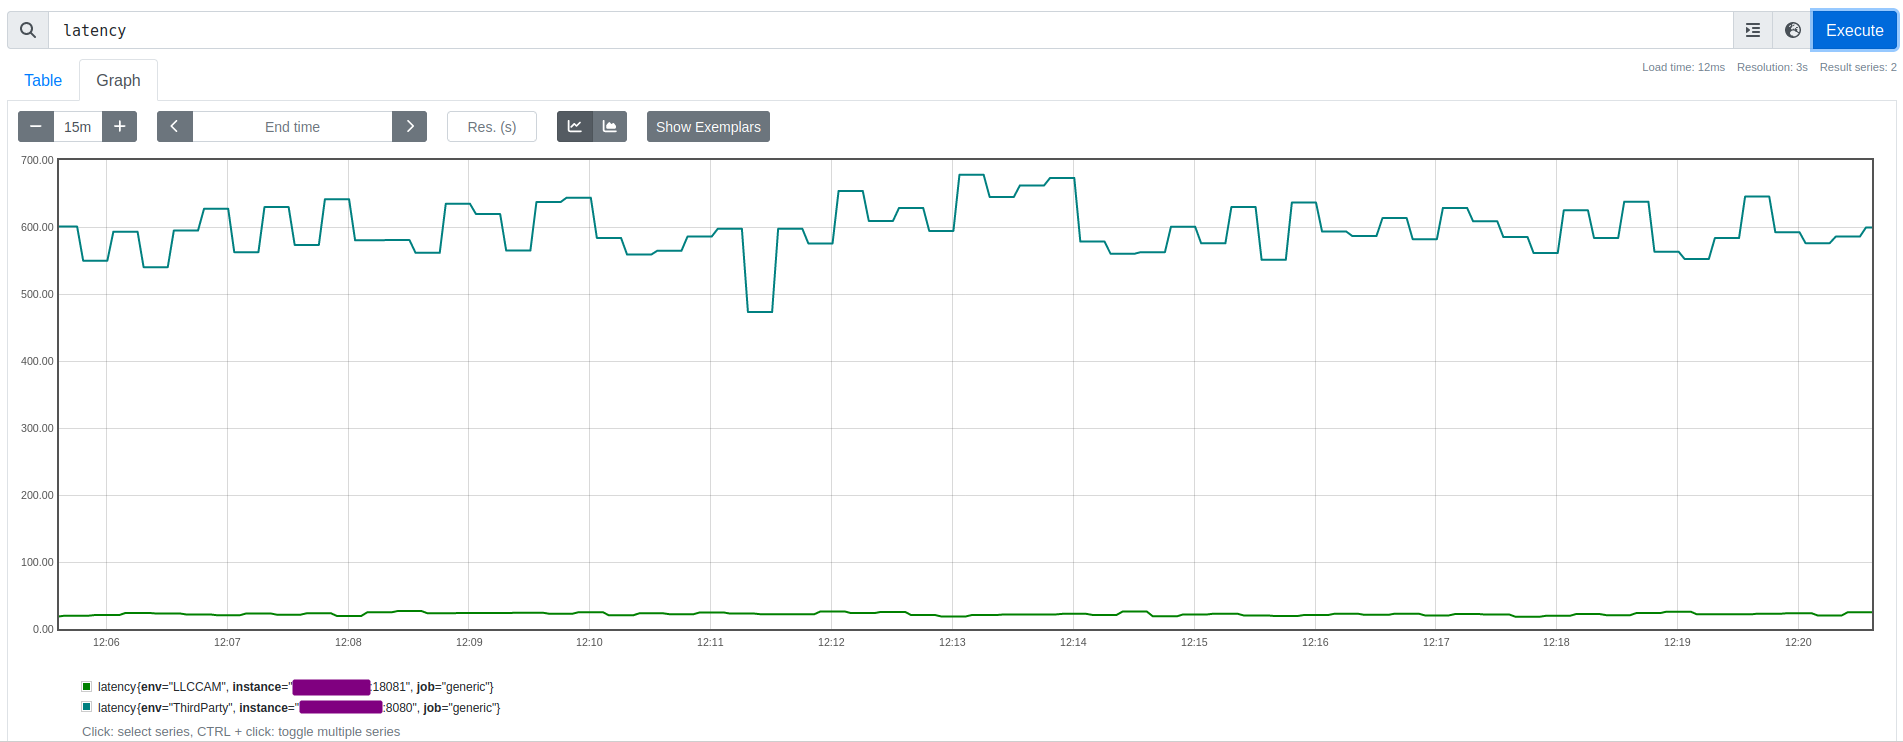 latency
Execute
Load time: 12ms Resolution: 3s Result series: 2
Table Graph
15m End time Res. (s) Show Exemplars
700.00
600.00
500.00
400.00
300.00
200.00
100.00
0.00
12:06 12:07 12:08 12:09 12:10 12:11 12:12 12:13 12:14 12:15 12:16 12:17 12:18 12:19 12:20
latency{env="LLCCAM", instance=" :18081", job="generic"}
latency{env="ThirdParty", instance=" :8080", job="generic"}
Click: select series, CTRL + click: toggle multiple series